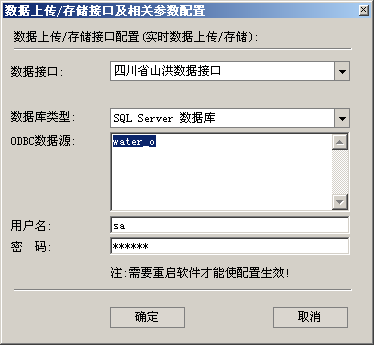 数据上传/存储接口及相关参数配置
数据上传/存储接口配置(实时数据上传/存储):
数据接口: 四川省山洪数据接口
数据库类型: SQL Server 数据库
ODBC数据源: water_o
用户名: sa
密 码: ******
注:需要重启软件才能使配置生效!
确定 取消